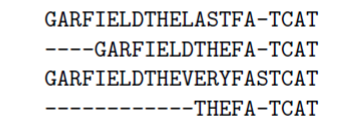 GARFIELDTHELASTFA-TCAT
----GARFIELDTHEFA-TCAT
GARFIELDTHEVERYFASTCAT
------------THEFA-TCAT